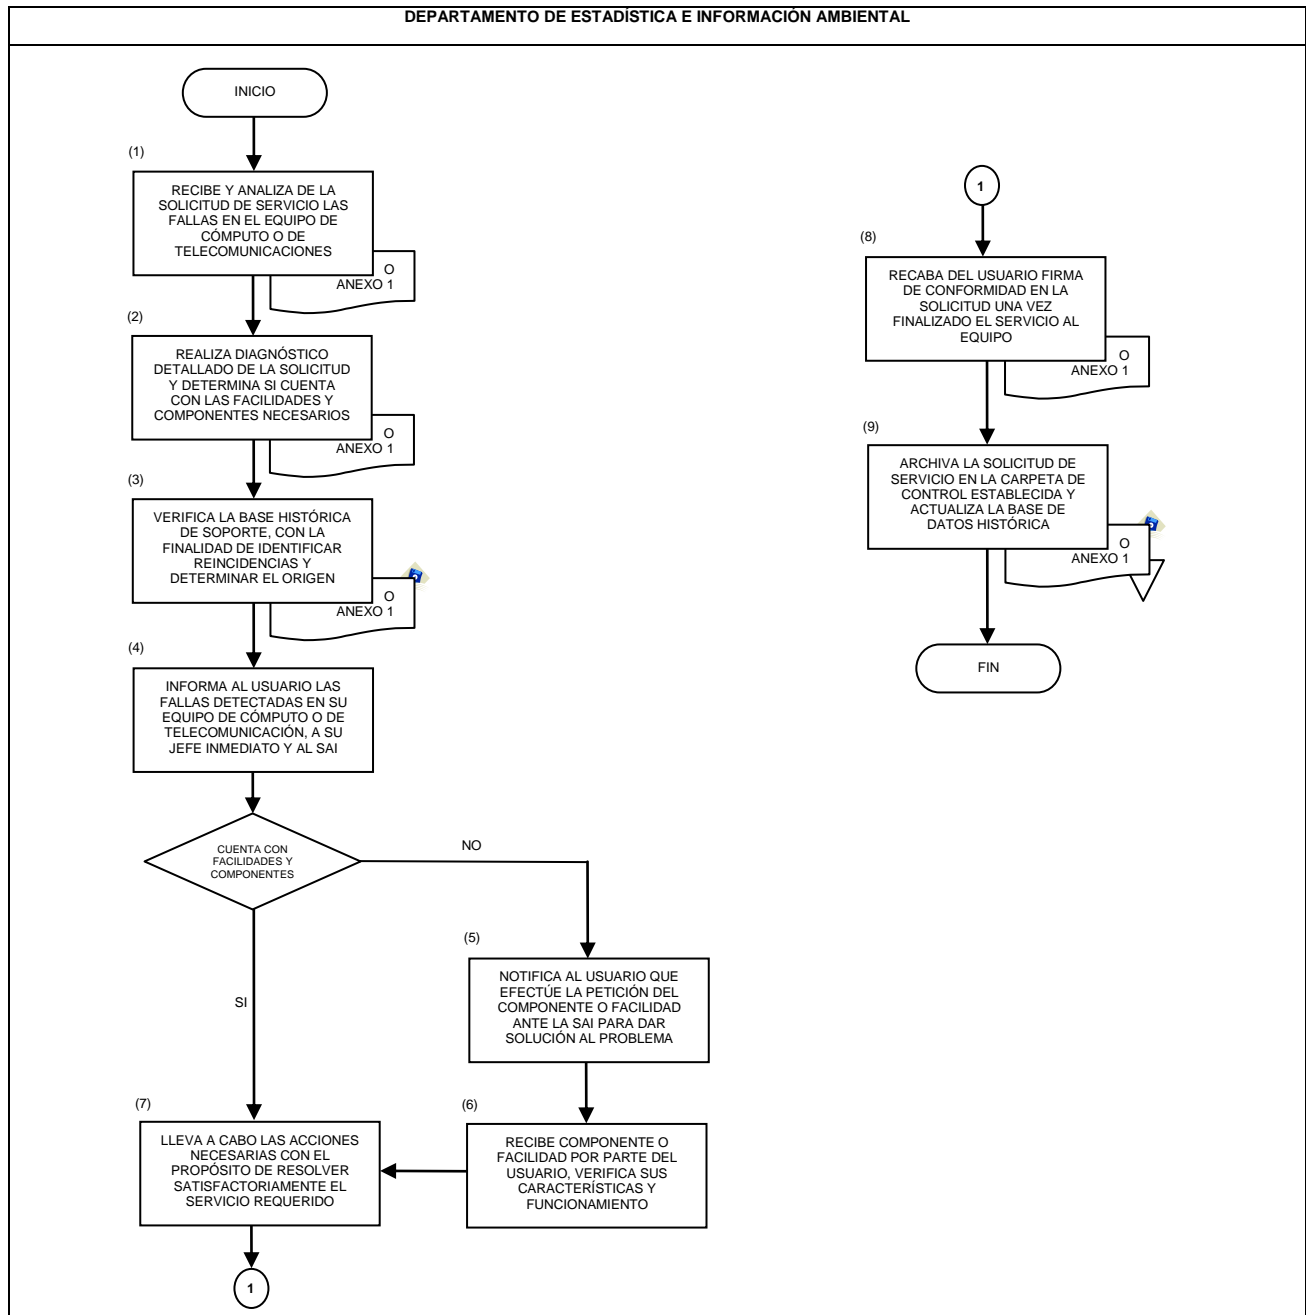 DEPARTAMENTO DE ESTADÍSTICA E INFORMACIÓN AMBIENTAL
INICIO
(1)
RECIBE Y ANALIZA DE LA
SOLICITUD DE SERVICIO LAS
FALLAS EN EL EQUIPO DE
CÓMPUTO O DE
TELECOMUNICACIONES
O
ANEXO 1
(2)
REALIZA DIAGNÓSTICO
DETALLADO DE LA SOLICITUD
Y DETERMINA SI CUENTA
CON LAS FACILIDADES Y
COMPONENTES NECESARIOS
O
ANEXO 1
(3)
VERIFICA LA BASE HISTÓRICA
DE SOPORTE, CON LA
FINALIDAD DE IDENTIFICAR
REINCIDENCIAS Y
DETERMINAR EL ORIGEN
O
ANEXO 1
(4)
INFORMA AL USUARIO LAS
FALLAS DETECTADAS EN SU
EQUIPO DE CÓMPUTO O DE
TELECOMUNICACIÓN, A SU
JEFE INMEDIATO Y AL SAI
CUENTA CON
FACILIDADES Y
COMPONENTES
NO
SI
(5)
NOTIFICA AL USUARIO QUE
EFECTÚE LA PETICIÓN DEL
COMPONENTE O FACILIDAD
ANTE LA SAI PARA DAR
SOLUCIÓN AL PROBLEMA
(6)
RECIBE COMPONENTE O
FACILIDAD POR PARTE DEL
USUARIO, VERIFICA SUS
CARACTERÍSTICAS Y
FUNCIONAMIENTO
(7)
LLEVA A CABO LAS ACCIONES
NECESARIAS CON EL
PROPÓSITO DE RESOLVER
SATISFACTORIAMENTE EL
SERVICIO REQUERIDO
1
1
(8)
RECABA DEL USUARIO FIRMA
DE CONFORMIDAD EN LA
SOLICITUD UNA VEZ
FINALIZADO EL SERVICIO AL
EQUIPO
O
ANEXO 1
(9)
ARCHIVA LA SOLICITUD DE
SERVICIO EN LA CARPETA DE
CONTROL ESTABLECIDA Y
ACTUALIZA LA BASE DE
DATOS HISTÓRICA
O
ANEXO 1
FIN